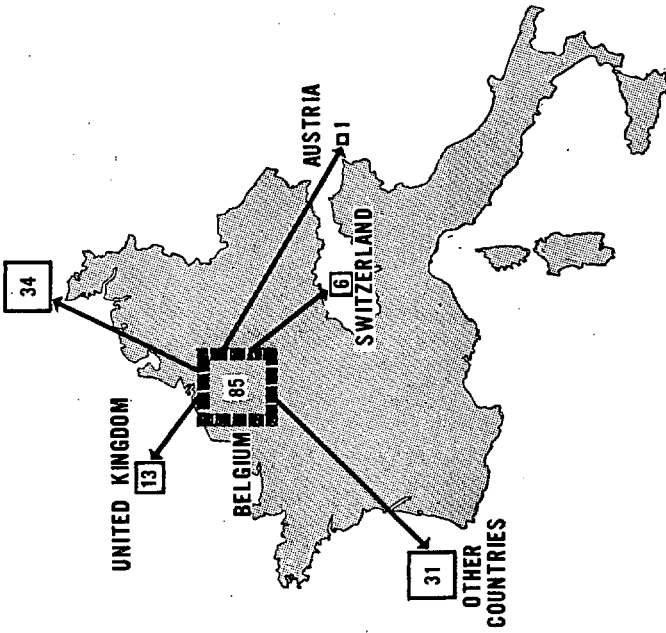 34
UNITED KINGDOM
13
AUSTRIA
1
85
BELGIUM
6
SWITZERLAND
31
OTHER
COUNTRIES